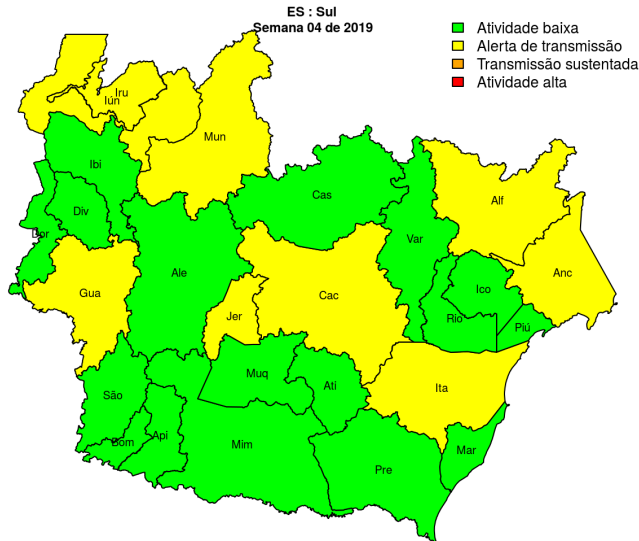 ES : Sul
Semana 04 de 2019
Atividade baixa
Alerta de transmissão
Transmissão sustentada
Atividade alta
Iru
Iún
Mun
Ibi
Cas
Alf
Div
Dor
Var
Ale
Anc
Gua
Cac
Ico
Jer
Rio
Piú
Muq
Ati
Ita
São
Api
Bom
Mim
Mar
Pre